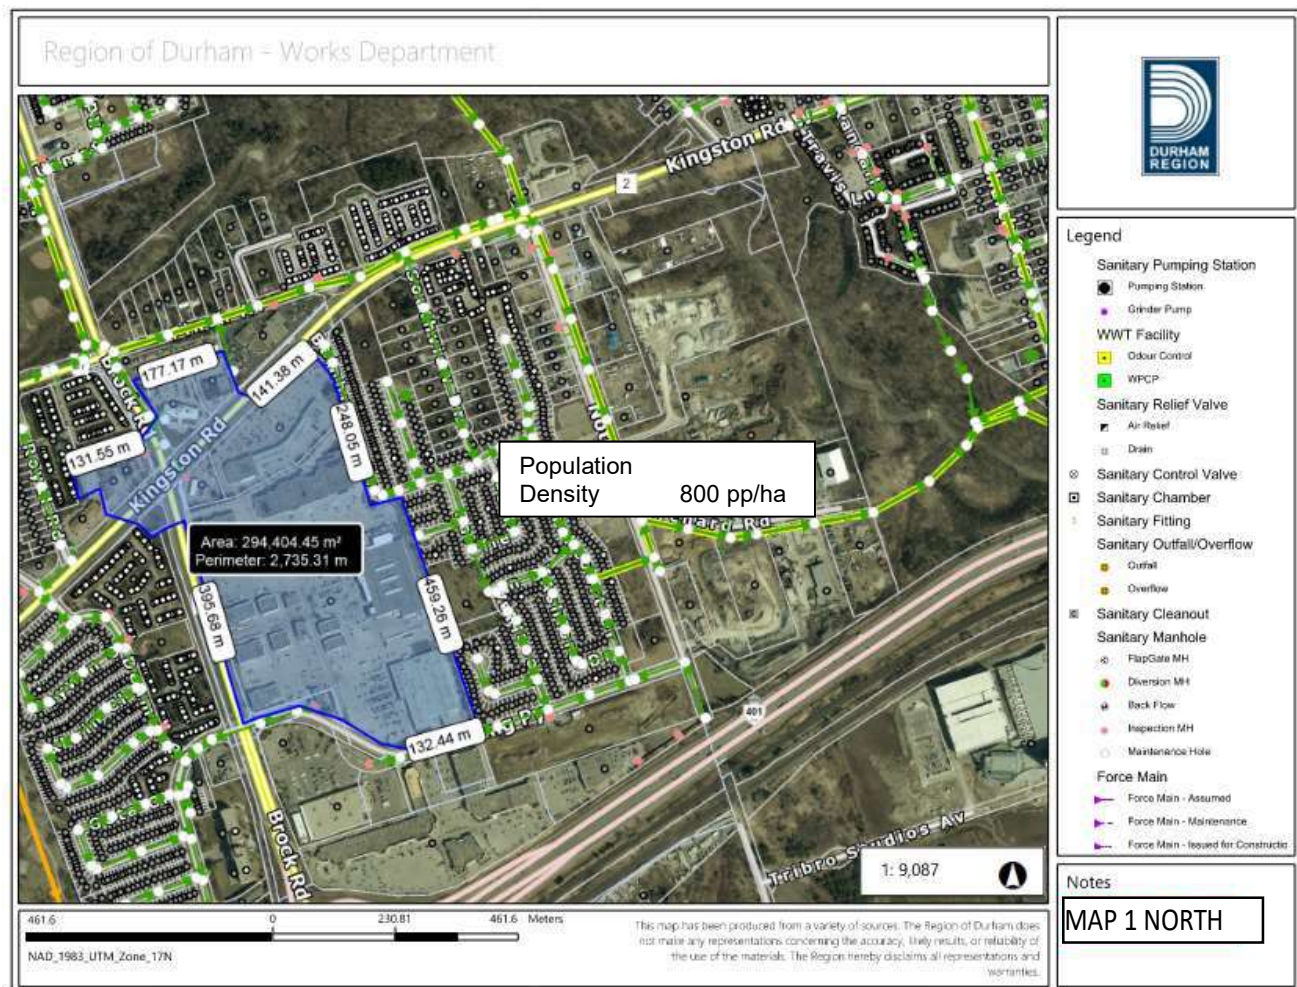 Region of Durham - Works Department
DURHAM
REGION
Kingston Rd
2
Travis Ln
177.17 m
141.38 m
248.05 m
131.55 m
Kingston Rd
Population
Density 800 pp/ha
Area: 294,404.45 m²
Perimeter: 2,735.31 m
395.68 m
459.26 m
132.44 m
401
Brock Rd
Tribro Studios Av
1: 9,087
Legend
Sanitary Pumping Station
Pumping Station
Grinder Pump
WWT Facility
Odour Control
WPCP
Sanitary Relief Valve
Air Relief
Drain
Sanitary Control Valve
Sanitary Chamber
Sanitary Fitting
Sanitary Outfall/Overflow
Outfall
Overflow
Sanitary Cleanout
Sanitary Manhole
FlapGate MH
Diversion MH
Back Flow
Inspection MH
Maintenance Hole
Force Main
Force Main - Assumed
Force Main - Maintenance
Force Main - Issued for Constructio
Notes
MAP 1 NORTH
461.6 0 230.81 461.6 Meters
NAD_1983_UTM_Zone_17N
This map has been produced from a variety of sources. The Region of Durham does
not make any representations concerning the accuracy, likely results, or reliability of
the use of the materials. The Region hereby disclaims all representations and
warranties.